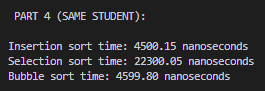 PART 4 (SAME STUDENT):
Insertion sort time: 4500.15 nanoseconds
Selection sort time: 22300.05 nanoseconds
Bubble sort time: 4599.80 nanoseconds